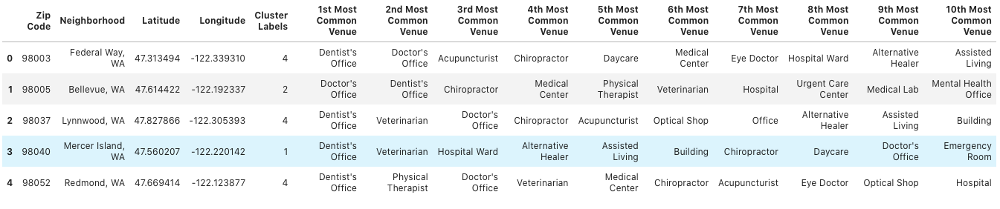 Zip Code Neighborhood Latitude Longitude Cluster Labels 1st Most Common Venue 2nd Most Common Venue 3rd Most Common Venue 4th Most Common Venue 5th Most Common Venue 6th Most Common Venue 7th Most Common Venue 8th Most Common Venue 9th Most Common Venue 10th Most Common Venue
0 98003 Federal Way, WA 47.313494 -122.339310 4 Dentist's Office Doctor's Office Acupuncturist Chiropractor Daycare Medical Center Eye Doctor Hospital Ward Alternative Healer Assisted Living
1 98005 Bellevue, WA 47.614422 -122.192337 2 Doctor's Office Dentist's Office Chiropractor Medical Center Physical Therapist Veterinarian Hospital Urgent Care Center Medical Lab Mental Health Office
2 98037 Lynnwood, WA 47.827866 -122.305393 4 Dentist's Office Veterinarian Doctor's Office Chiropractor Acupuncturist Optical Shop Office Alternative Healer Assisted Living Building
3 98040 Mercer Island, WA 47.560207 -122.220142 1 Dentist's Office Veterinarian Hospital Ward Alternative Healer Assisted Living Building Chiropractor Daycare Doctor's Office Emergency Room
4 98052 Redmond, WA 47.669414 -122.123877 4 Dentist's Office Physical Therapist Doctor's Office Veterinarian Medical Center Chiropractor Acupuncturist Eye Doctor Optical Shop Hospital